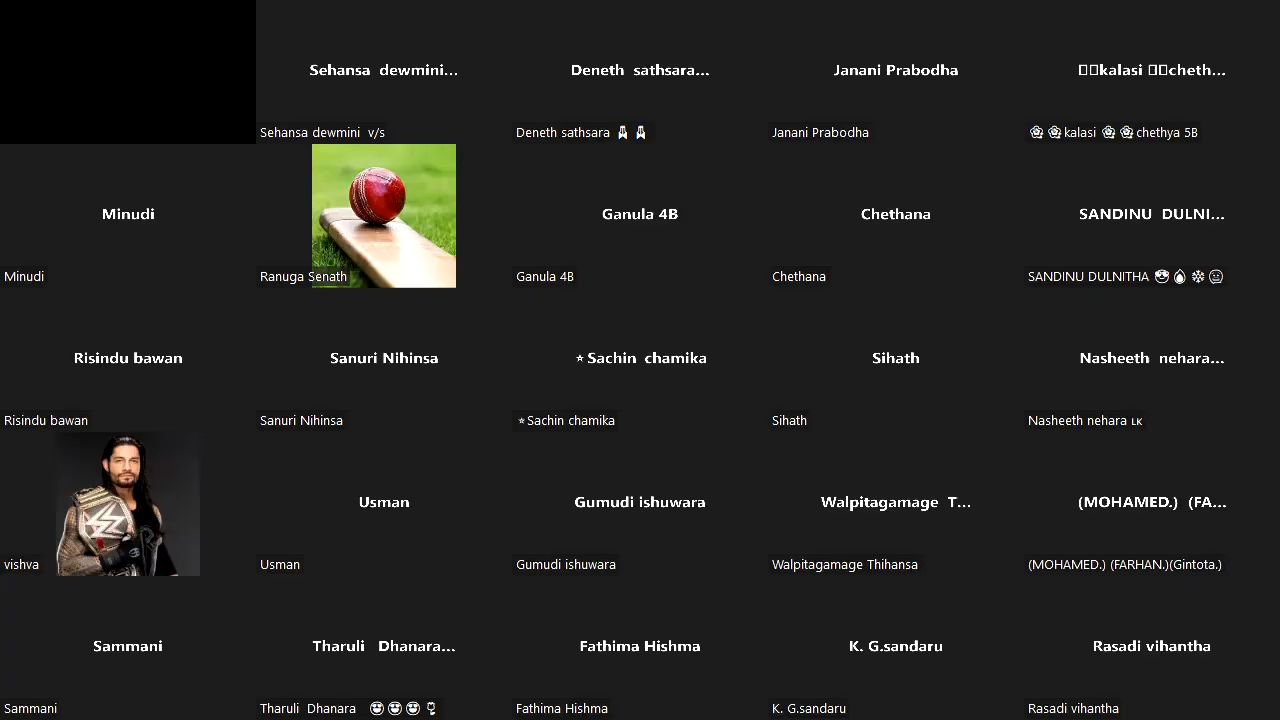 Sehansa dewmini...
Deneth sathsara...
Janani Prabodha
kalasi cheth...
Sehansa dewmini v/s
Deneth sathsara
Janani Prabodha
🏵🏵kalasi 🏵🏵chethya 5B
Minudi
Ganula 4B
Chethana
SANDINU DULNI...
Minudi
Ranuga Senath
Ganula 4B
Chethana
SANDINU DULNITHA
Risindu bawan
Sanuri Nihinsa
⭐Sachin chamika
Sihath
Nasheeth nehara...
Risindu bawan
Sanuri Nihinsa
⭐Sachin chamika
Sihath
Nasheeth nehara LK
Usman
Gumudi ishuwara
Walpitagamage T...
(MOHAMED.) (FA...
vishva
Usman
Gumudi ishuwara
Walpitagamage Thihansa
(MOHAMED.) (FARHAN.)(Gintota.)
Sammani
Tharuli Dhanara...
Fathima Hishma
K. G.sandaru
Rasadi vihantha
Sammani
Tharuli Dhanara
Fathima Hishma
K. G.sandaru
Rasadi vihantha